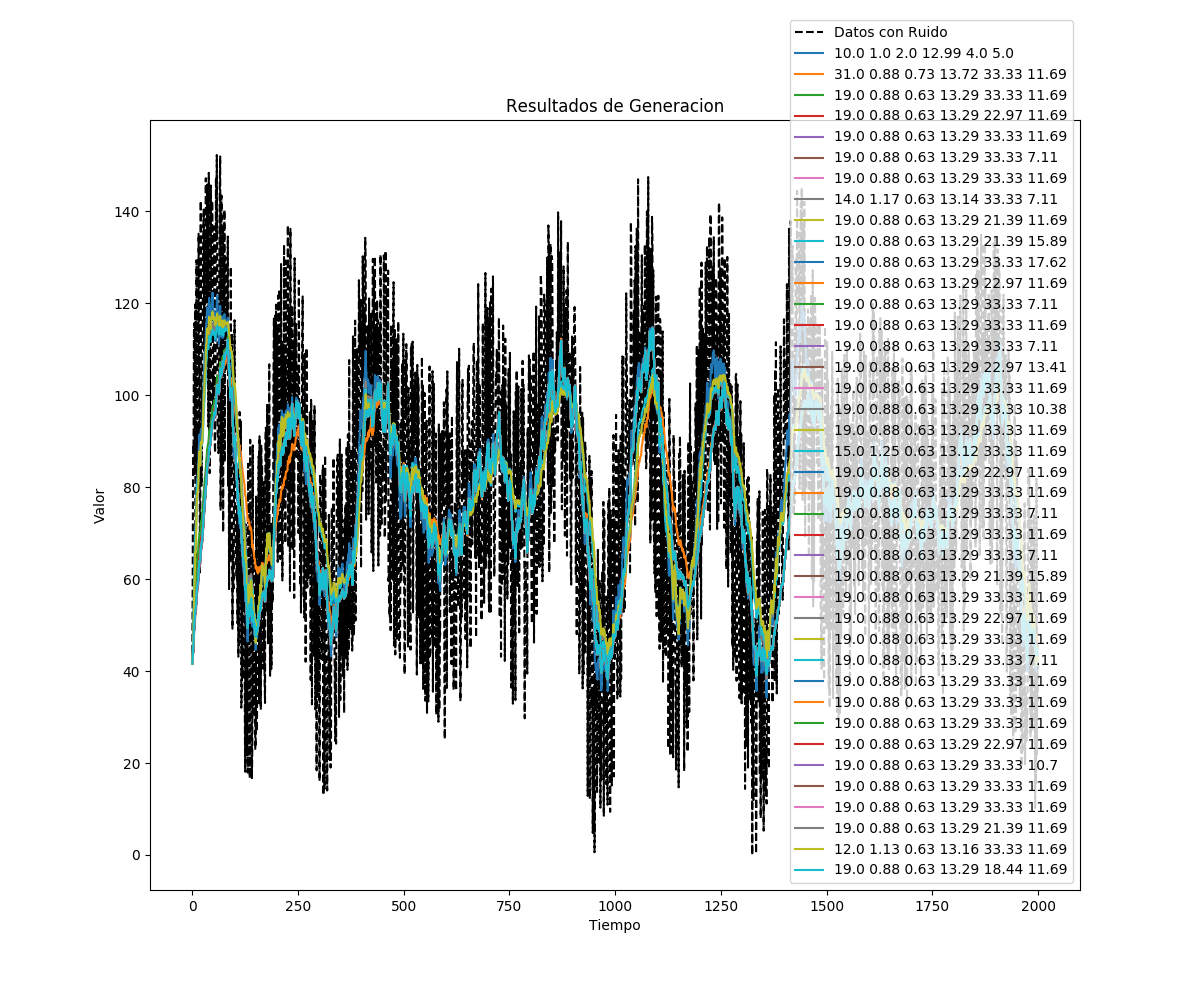 Resultados de Generacion
Datos con Ruido
10.0 1.0 2.0 12.99 4.0 5.0
31.0 0.88 0.73 13.72 33.33 11.69
19.0 0.88 0.63 13.29 33.33 11.69
19.0 0.88 0.63 13.29 22.97 11.69
19.0 0.88 0.63 13.29 33.33 11.69
19.0 0.88 0.63 13.29 33.33 7.11
19.0 0.88 0.63 13.29 33.33 11.69
14.0 1.17 0.63 13.14 33.33 7.11
19.0 0.88 0.63 13.29 21.39 11.69
19.0 0.88 0.63 13.29 21.39 15.89
19.0 0.88 0.63 13.29 33.33 17.62
19.0 0.88 0.63 13.29 22.97 11.69
19.0 0.88 0.63 13.29 33.33 7.11
19.0 0.88 0.63 13.29 33.33 11.69
19.0 0.88 0.63 13.29 33.33 7.11
19.0 0.88 0.63 13.29 22.97 13.41
19.0 0.88 0.63 13.29 33.33 11.69
19.0 0.88 0.63 13.29 33.33 10.38
19.0 0.88 0.63 13.29 33.33 11.69
15.0 1.25 0.63 13.12 33.33 11.69
19.0 0.88 0.63 13.29 22.97 11.69
19.0 0.88 0.63 13.29 33.33 11.69
19.0 0.88 0.63 13.29 33.33 7.11
19.0 0.88 0.63 13.29 33.33 11.69
19.0 0.88 0.63 13.29 33.33 7.11
19.0 0.88 0.63 13.29 21.39 15.89
19.0 0.88 0.63 13.29 33.33 11.69
19.0 0.88 0.63 13.29 22.97 11.69
19.0 0.88 0.63 13.29 33.33 11.69
19.0 0.88 0.63 13.29 33.33 7.11
19.0 0.88 0.63 13.29 33.33 11.69
19.0 0.88 0.63 13.29 33.33 11.69
19.0 0.88 0.63 13.29 33.33 11.69
19.0 0.88 0.63 13.29 22.97 11.69
19.0 0.88 0.63 13.29 33.33 10.7
19.0 0.88 0.63 13.29 33.33 11.69
19.0 0.88 0.63 13.29 33.33 11.69
19.0 0.88 0.63 13.29 21.39 11.69
12.0 1.13 0.63 13.16 33.33 11.69
19.0 0.88 0.63 13.29 18.44 11.69
Valor
140
120
100
80
60
40
20
0
0 250 500 750 1000 1250 1500 1750 2000
Tiempo